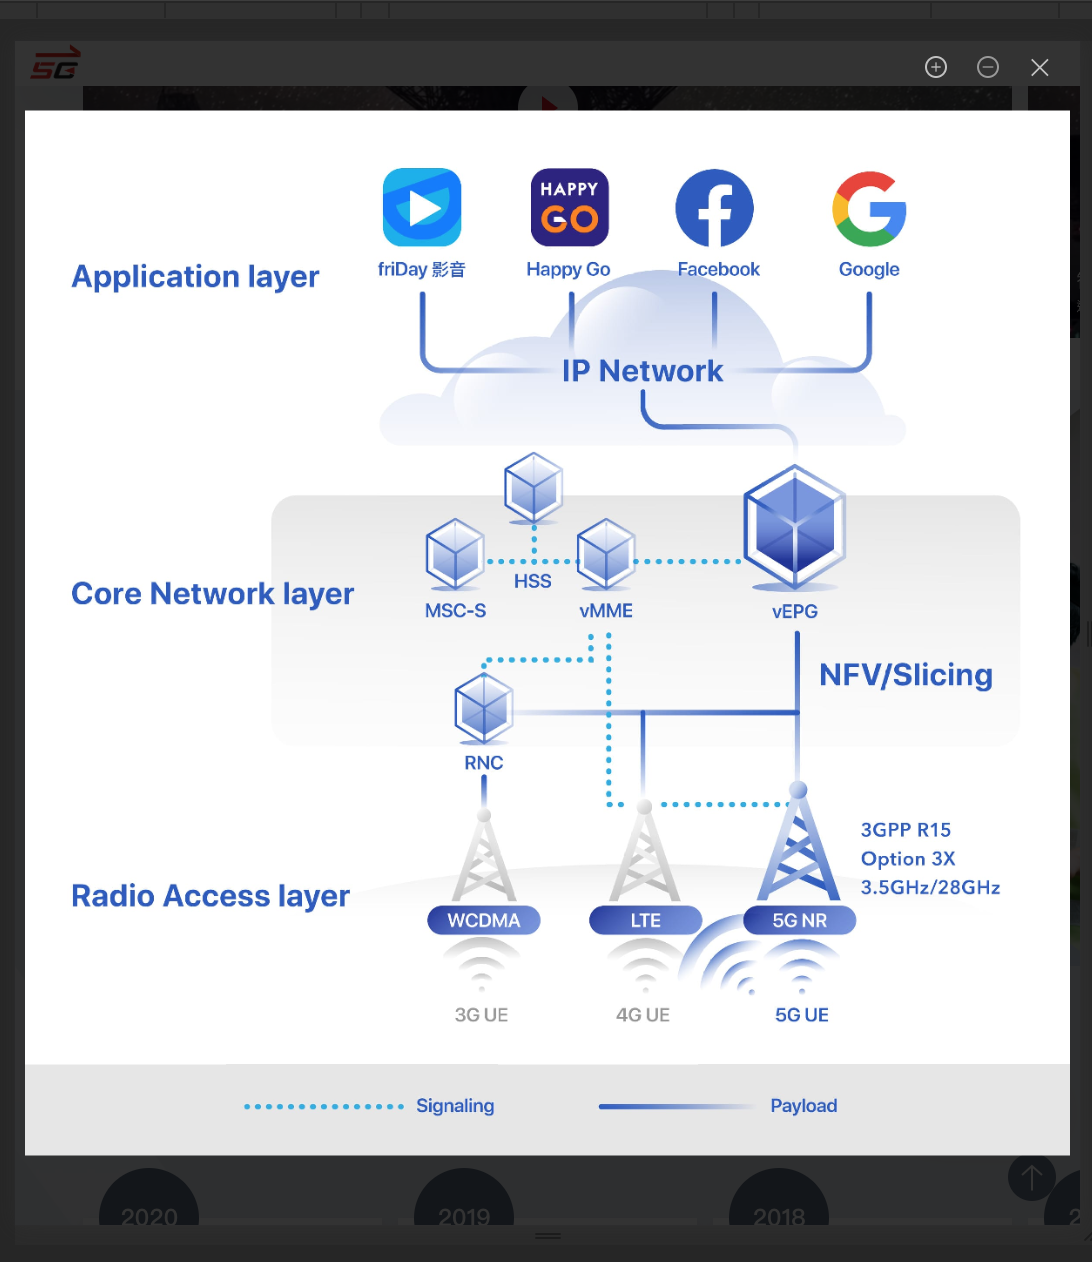 5G
HAPPY
GO
friDay 影音
Happy Go
Facebook
Google
Application layer
IP Network
HSS
MSC-S
vMME
vEPG
Core Network layer
NFV/Slicing
RNC
3GPP R15
Option 3X
3.5GHz/28GHz
Radio Access layer
WCDMA
LTE
5G NR
3G UE
4G UE
5G UE
Signaling
Payload
2020
2019
2018